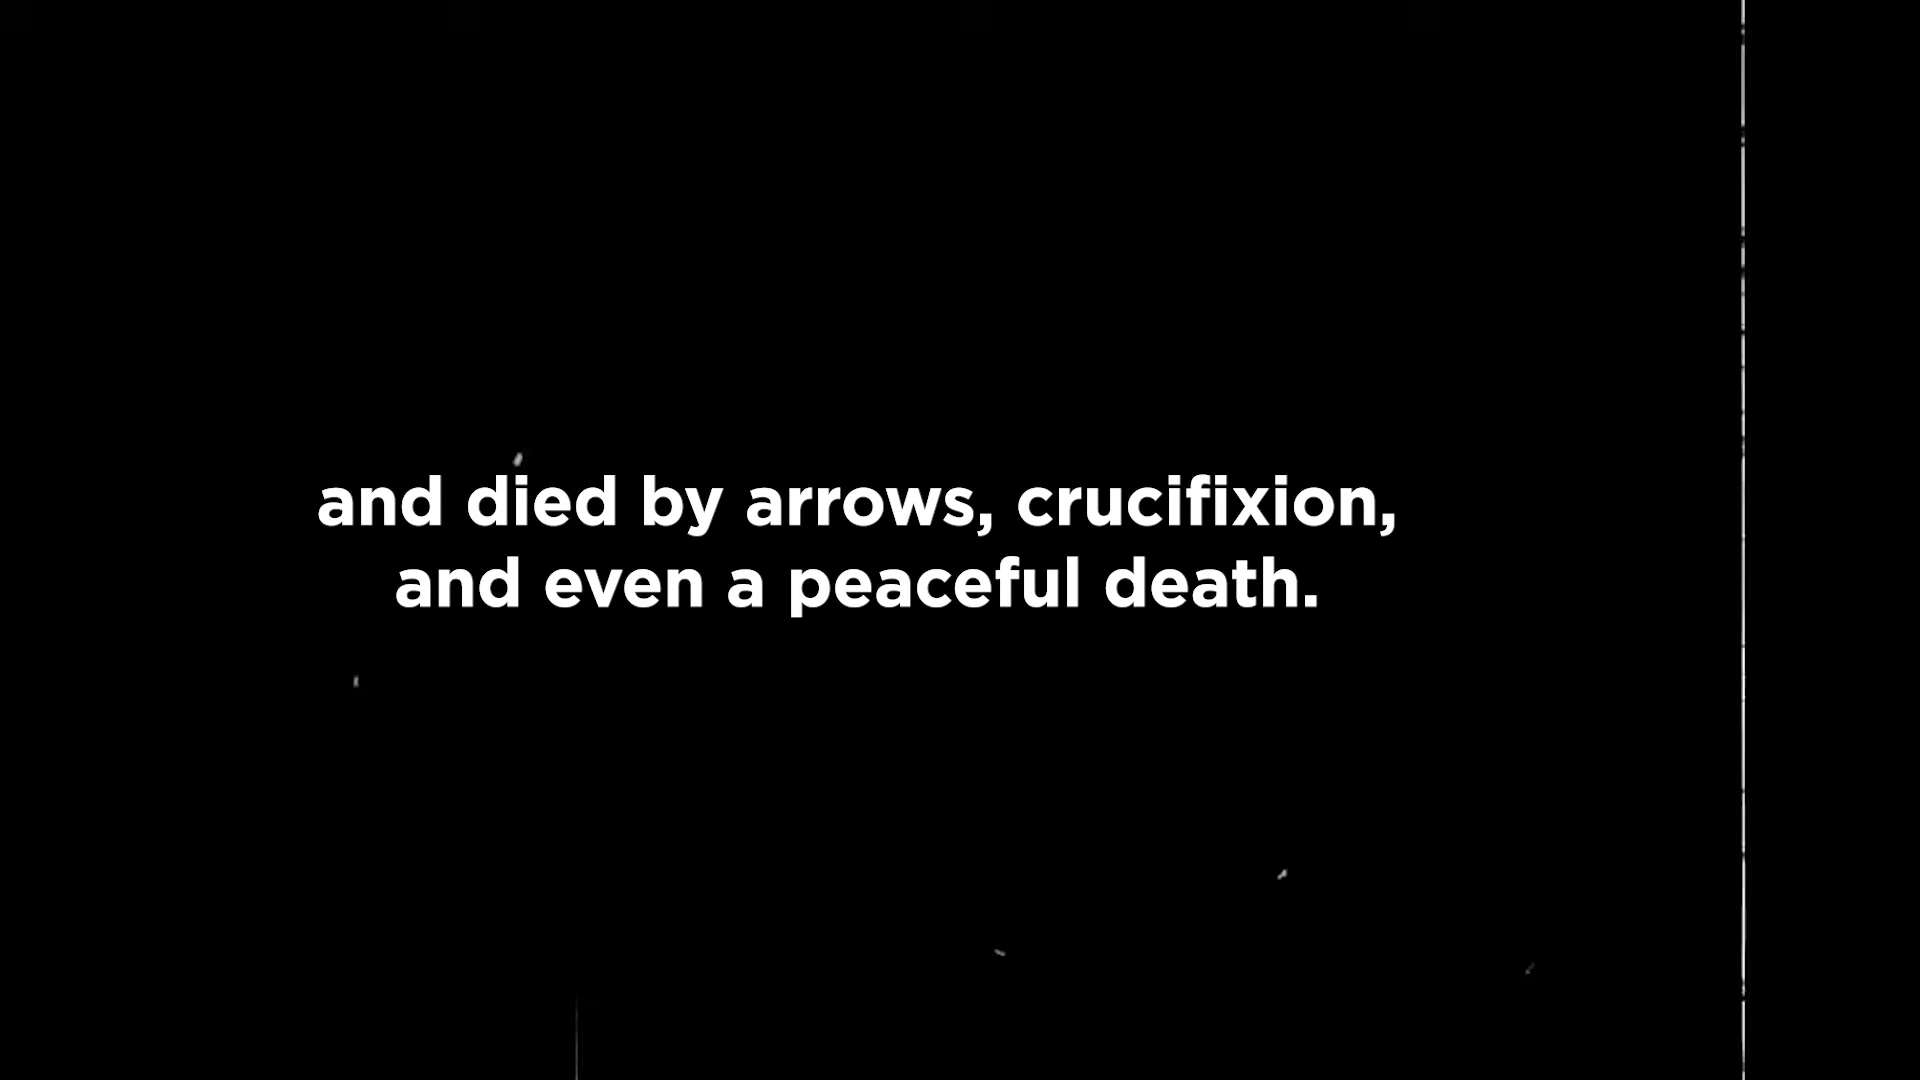 and died by arrows, crucifixion,
and even a peaceful death.